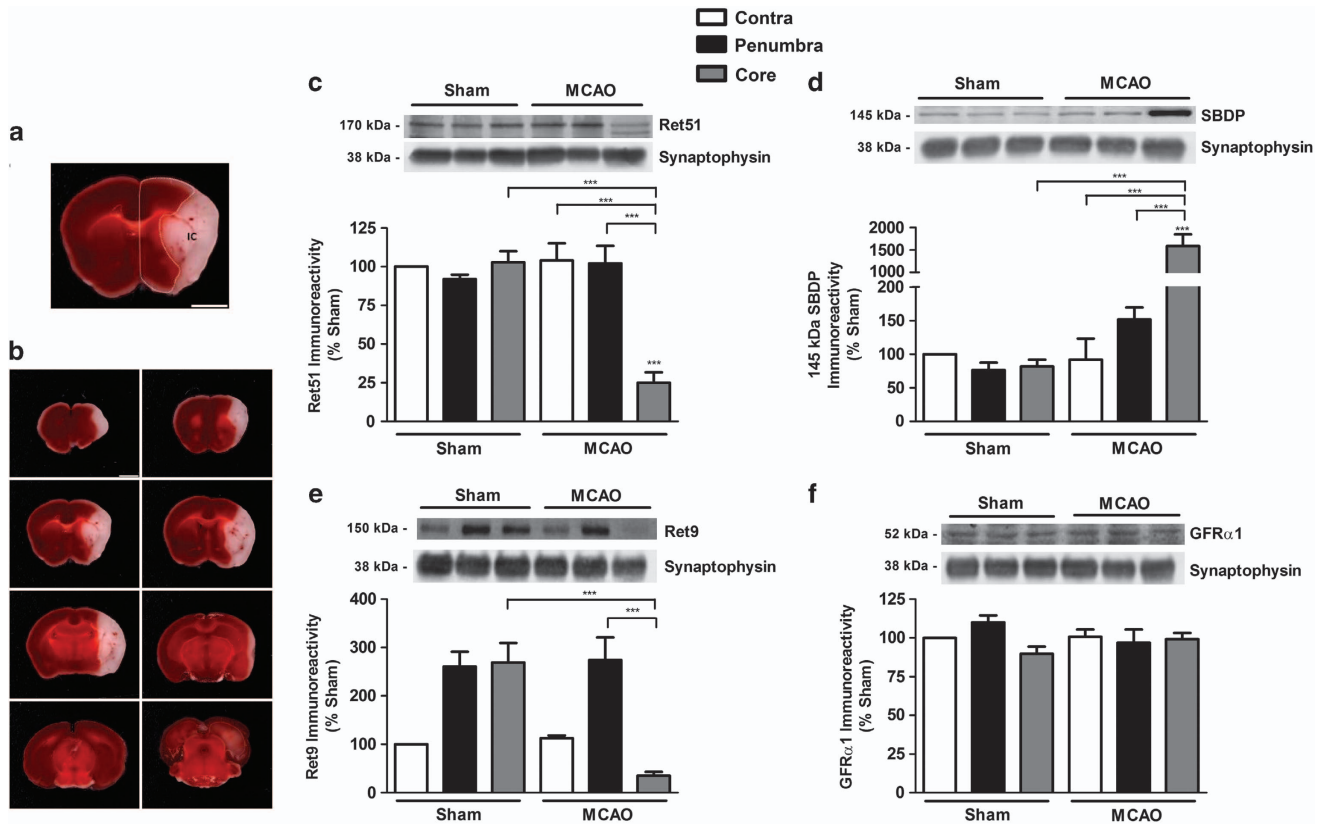 Contra
Penumbra
Core
a
IC
b
c
Sham MCAO
170 kDa - Ret51
38 kDa - Synaptophysin
***
***
***
Ret51 Immunoreactivity
(% Sham)
125
100
75
50
25
0
***
Sham MCAO
d
Sham MCAO
145 kDa - SBDP
38 kDa - Synaptophysin
***
***
***
***
145 kDa SBDP
Immunoreactivity
(% Sham)
2000
1500
1000
200
150
100
50
0
Sham MCAO
e
Sham MCAO
150 kDa - Ret9
38 kDa - Synaptophysin
***
***
Ret9 Immunoreactivity
(% Sham)
400
300
200
100
0
Sham MCAO
f
Sham MCAO
52 kDa - GFRα1
38 kDa - Synaptophysin
GFRα1 Immunoreactivity
(% Sham)
125
100
75
50
25
0
Sham MCAO